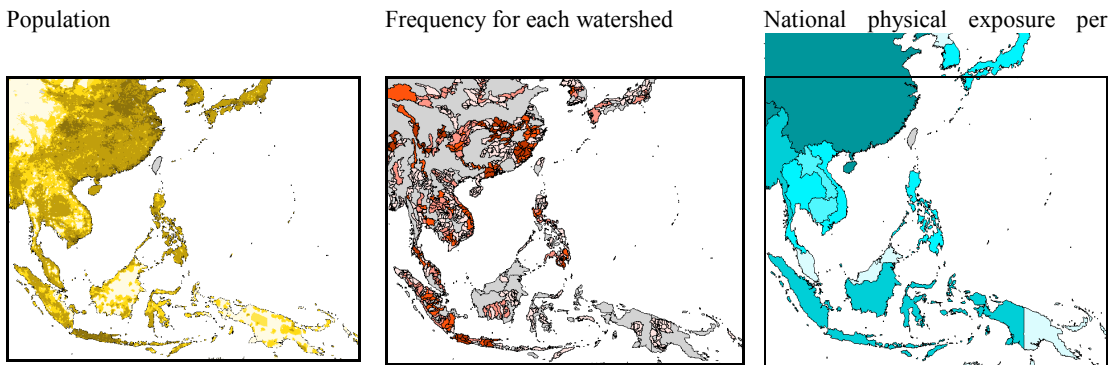 Population
Frequency for each watershed
National physical exposure per